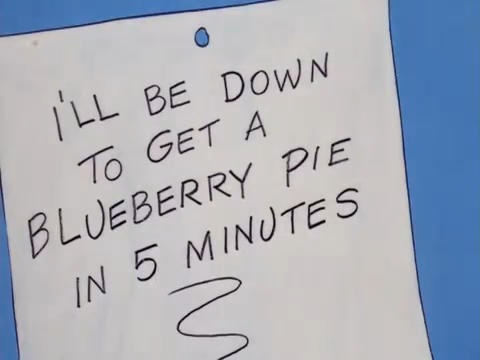 I'LL BE DOWN
TO GET A
BLUEBERRY PIE
IN 5 MINUTES